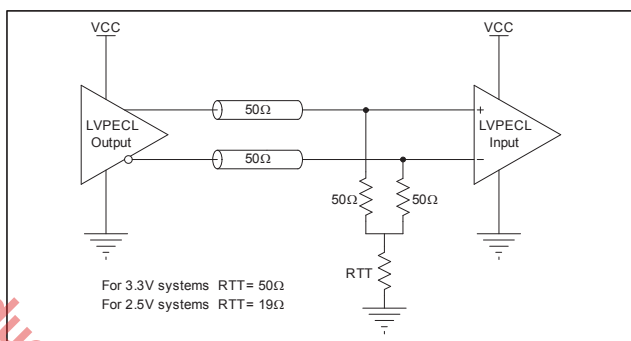 VCC
VCC
50Ω
LVPECL
Output
+
LVPECL
Input
50Ω
−
50Ω
50Ω
RTT
For 3.3V systems RTT= 50Ω
For 2.5V systems RTT= 19Ω